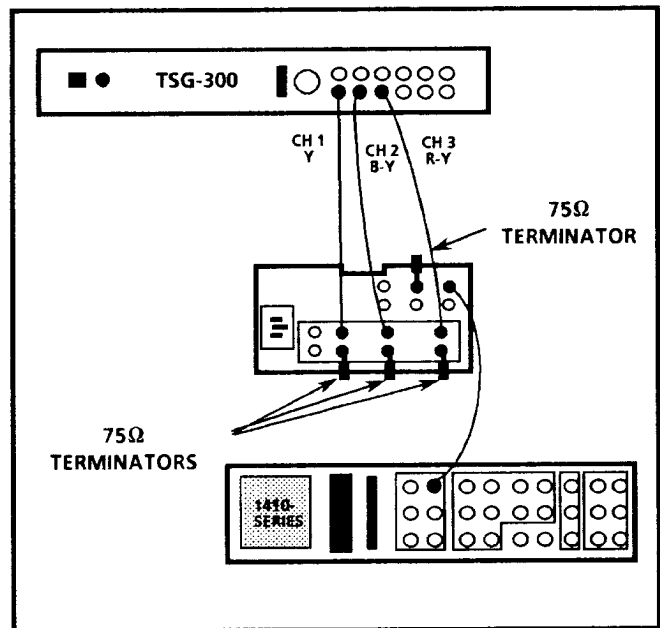 TSG-300
CH 1
Y
CH 2
B-Y
CH 3
R-Y
75Ω
TERMINATOR
75Ω
TERMINATORS
1410-
SERIES